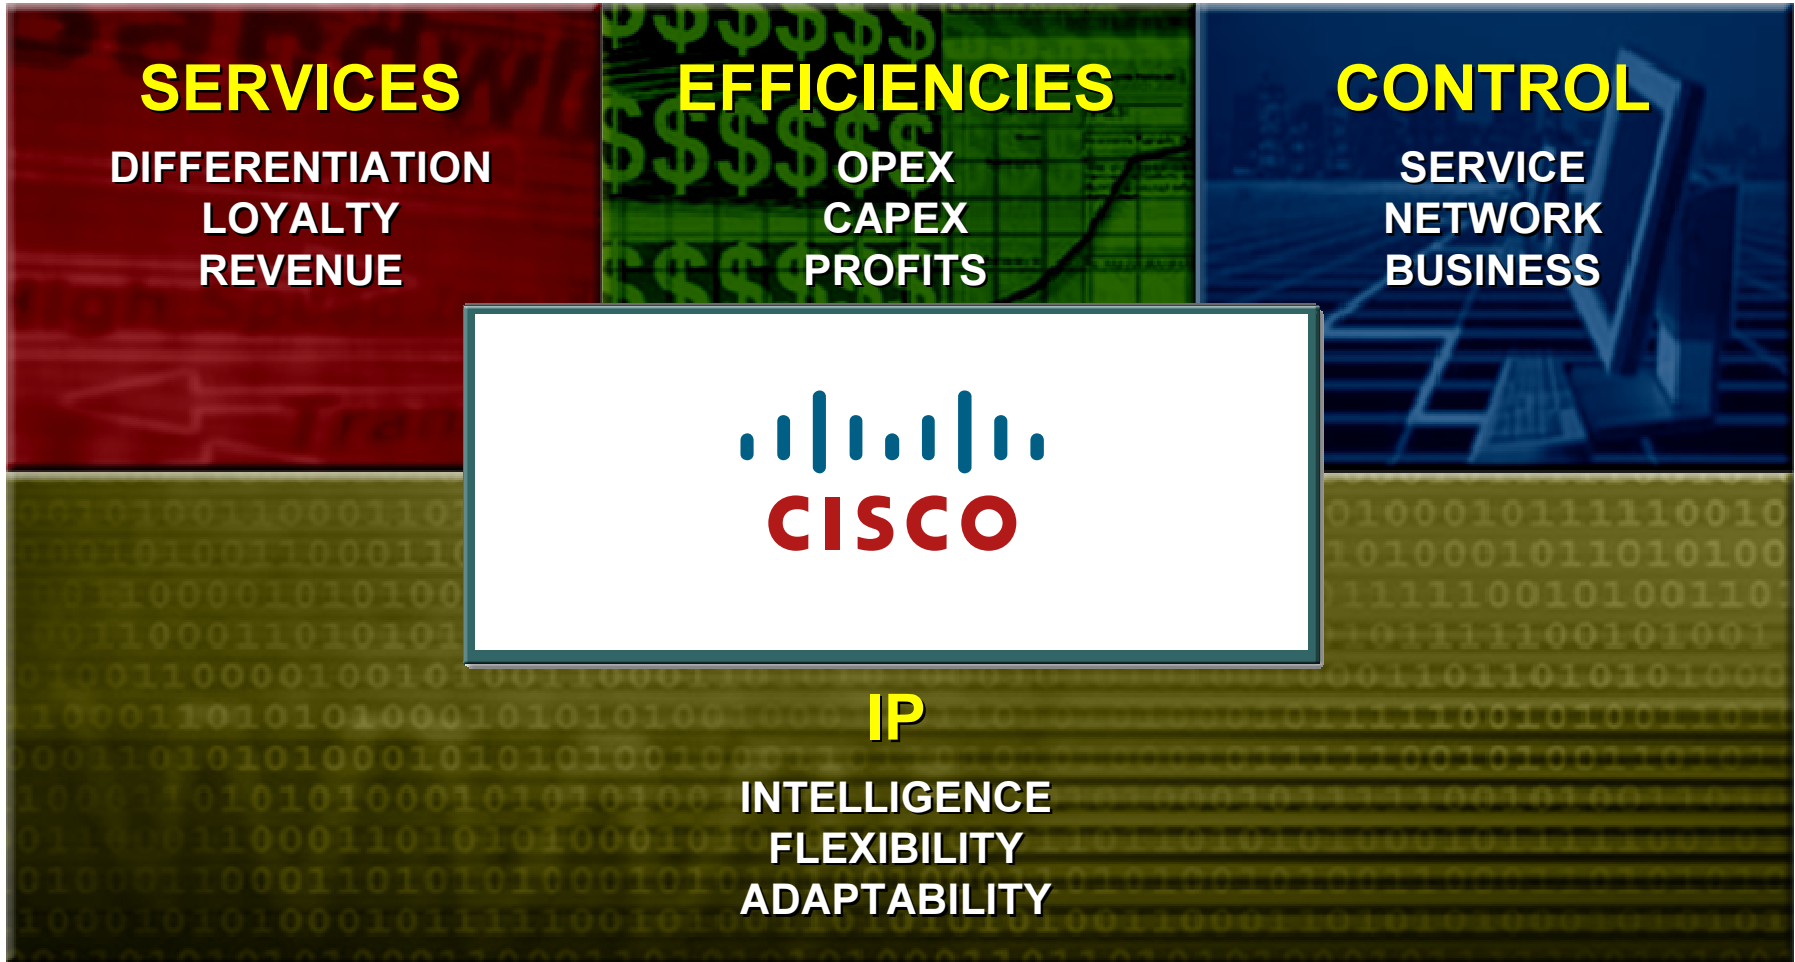 SERVICES
DIFFERENTIATION
LOYALTY
REVENUE
EFFICIENCIES
OPEX
CAPEX
PROFITS
CONTROL
SERVICE
NETWORK
BUSINESS
CISCO
IP
INTELLIGENCE
FLEXIBILITY
ADAPTABILITY